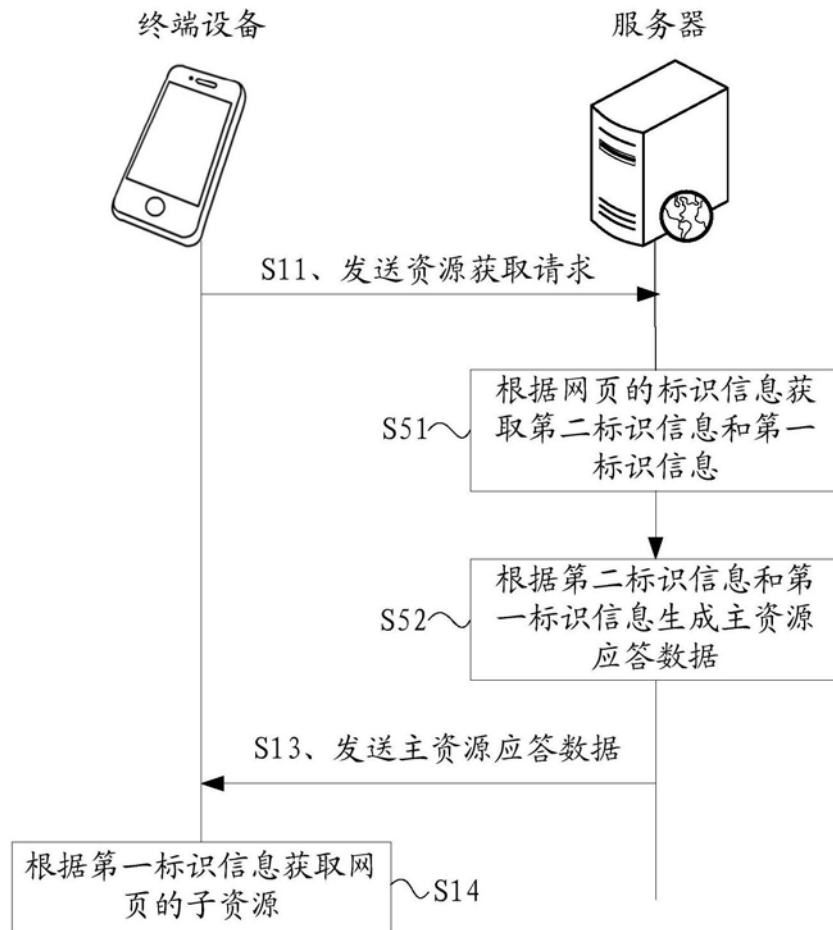 终端设备
服务器
S11、发送资源获取请求
根据网页的标识信息获
取第二标识信息和第一
标识信息
S51
根据第二标识信息和第
一标识信息生成主资源
应答数据
S52
S13、发送主资源应答数据
根据第一标识信息获取网
页的子资源
S14